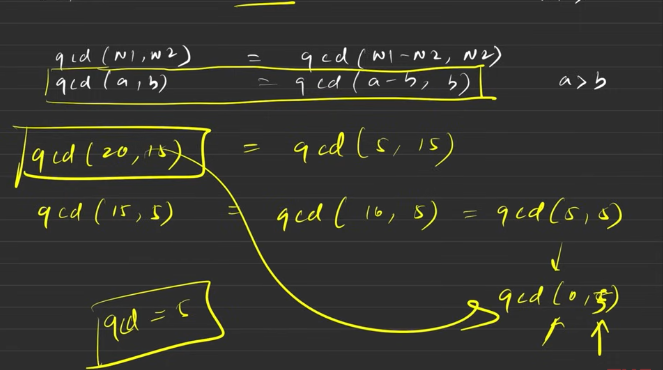 gcd (N1, N2) = gcd (N1-N2, N2)
gcd (a, b) = gcd (a-b, b) a > b
gcd (20, 15) = gcd (5, 15)
gcd (15, 5) = gcd (10, 5) = gcd (5, 5)
gcd (0, 5)
gcd = 5